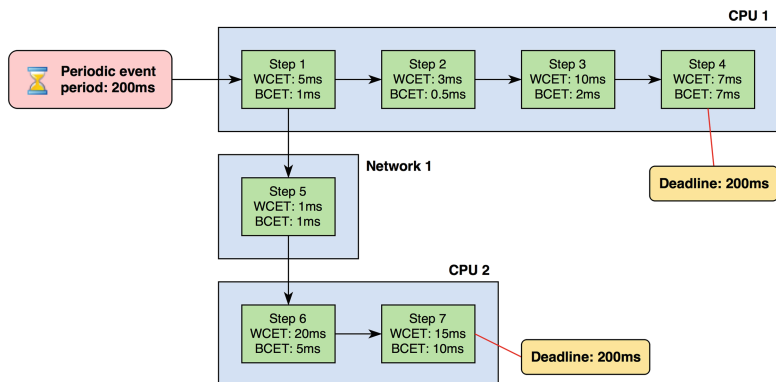 CPU 1
Periodic event
period: 200ms
Step 1
WCET: 5ms
BCET: 1ms
Step 2
WCET: 3ms
BCET: 0.5ms
Step 3
WCET: 10ms
BCET: 2ms
Step 4
WCET: 7ms
BCET: 7ms
Deadline: 200ms
Network 1
Step 5
WCET: 1ms
BCET: 1ms
CPU 2
Step 6
WCET: 20ms
BCET: 5ms
Step 7
WCET: 15ms
BCET: 10ms
Deadline: 200ms